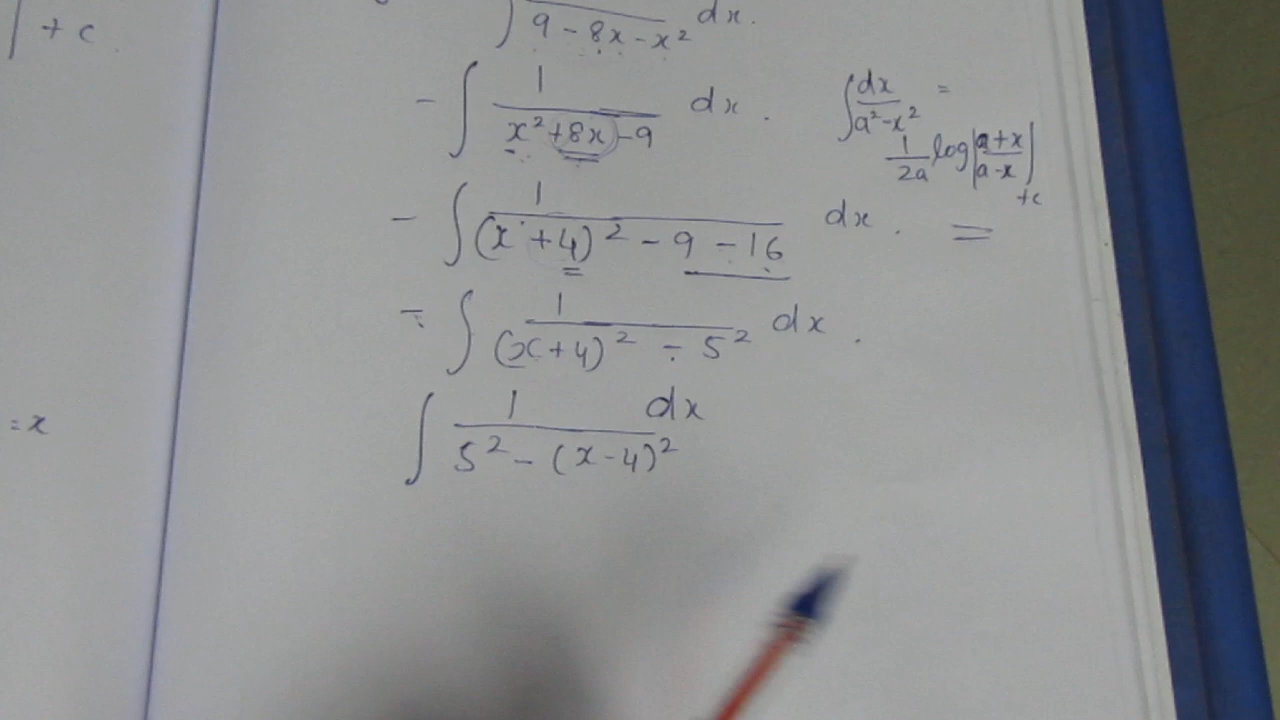 | + c
∫ 9 - 8x - x² dx.
- ∫ 1 / (x² + 8x - 9) dx.
∫ dx / (a² - x²) =
1/2a log |a + x / a - x| + c
- ∫ 1 / ((x + 4)² - 9 - 16) dx. =
= x
- ∫ 1 / ((x + 4)² - 5²) dx.
∫ 1 dx / (5² - (x - 4)²)